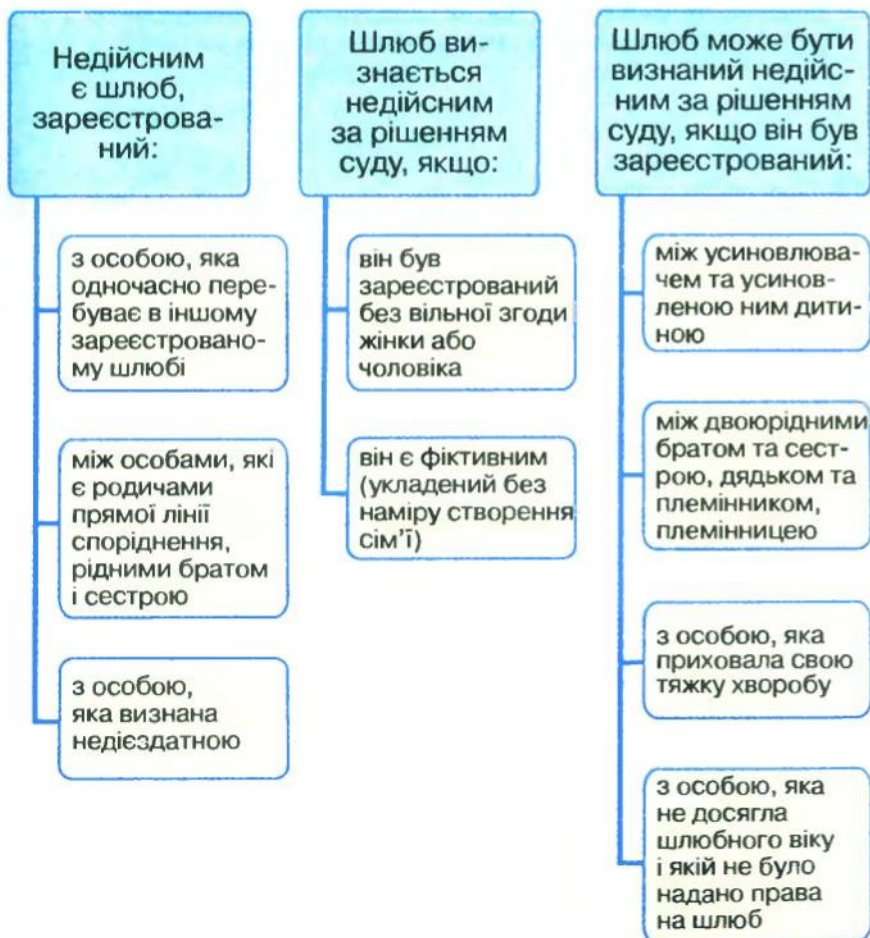 Недійсним
є шлюб,
зареєстрова-
ний:
з особою, яка
одночасно пере-
буває в іншому
зареєстровано-
му шлюбі
між особами, які
є родичами
прямої лінії
споріднення,
рідними братом
і сестрою
з особою,
яка визнана
недієздатною
Шлюб ви-
знається
недійсним
за рішенням
суду, якщо:
він був
зареєстрований
без вільної згоди
жінки або
чоловіка
він є фіктивним
(укладений без
наміру створення
сім’ї)
Шлюб може бути
визнаний недійс-
ним за рішенням
суду, якщо він був
зареєстрований:
між усиновлюва-
чем та усинов-
леною ним дити-
ною
між двоюрідними
братом та сест-
рою, дядьком та
племінником,
племінницею
з особою, яка
приховала свою
тяжку хворобу
з особою, яка
не досягла
шлюбного віку
і якій не було
надано права
на шлюб